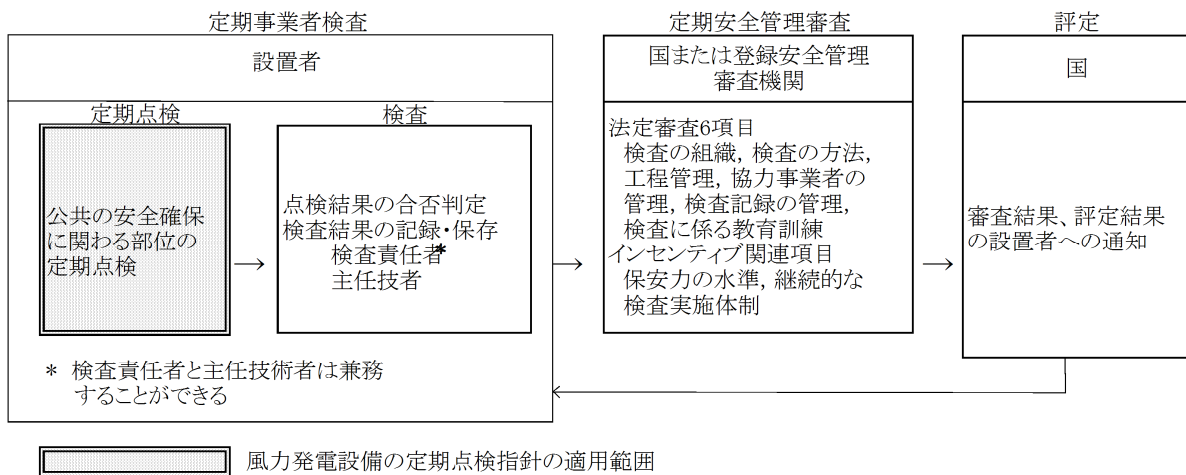 定期事業者検査
設置者
定期点検
公共の安全確保
に関わる部位の
定期点検
→
検査
点検結果の合否判定
検査結果の記録・保存
検査責任者*
主任技者
* 検査責任者と主任技術者は兼務
することができる
→
定期安全管理審査
国または登録安全管理
審査機関
法定審査6項目
検査の組織, 検査の方法,
工程管理, 協力事業者の
管理, 検査記録の管理,
検査に係る教育訓練
インセンティブ関連項目
保安力の水準, 継続的な
検査実施体制
→
評定
国
審査結果、評定結果
の設置者への通知
風力発電設備の定期点検指針の適用範囲